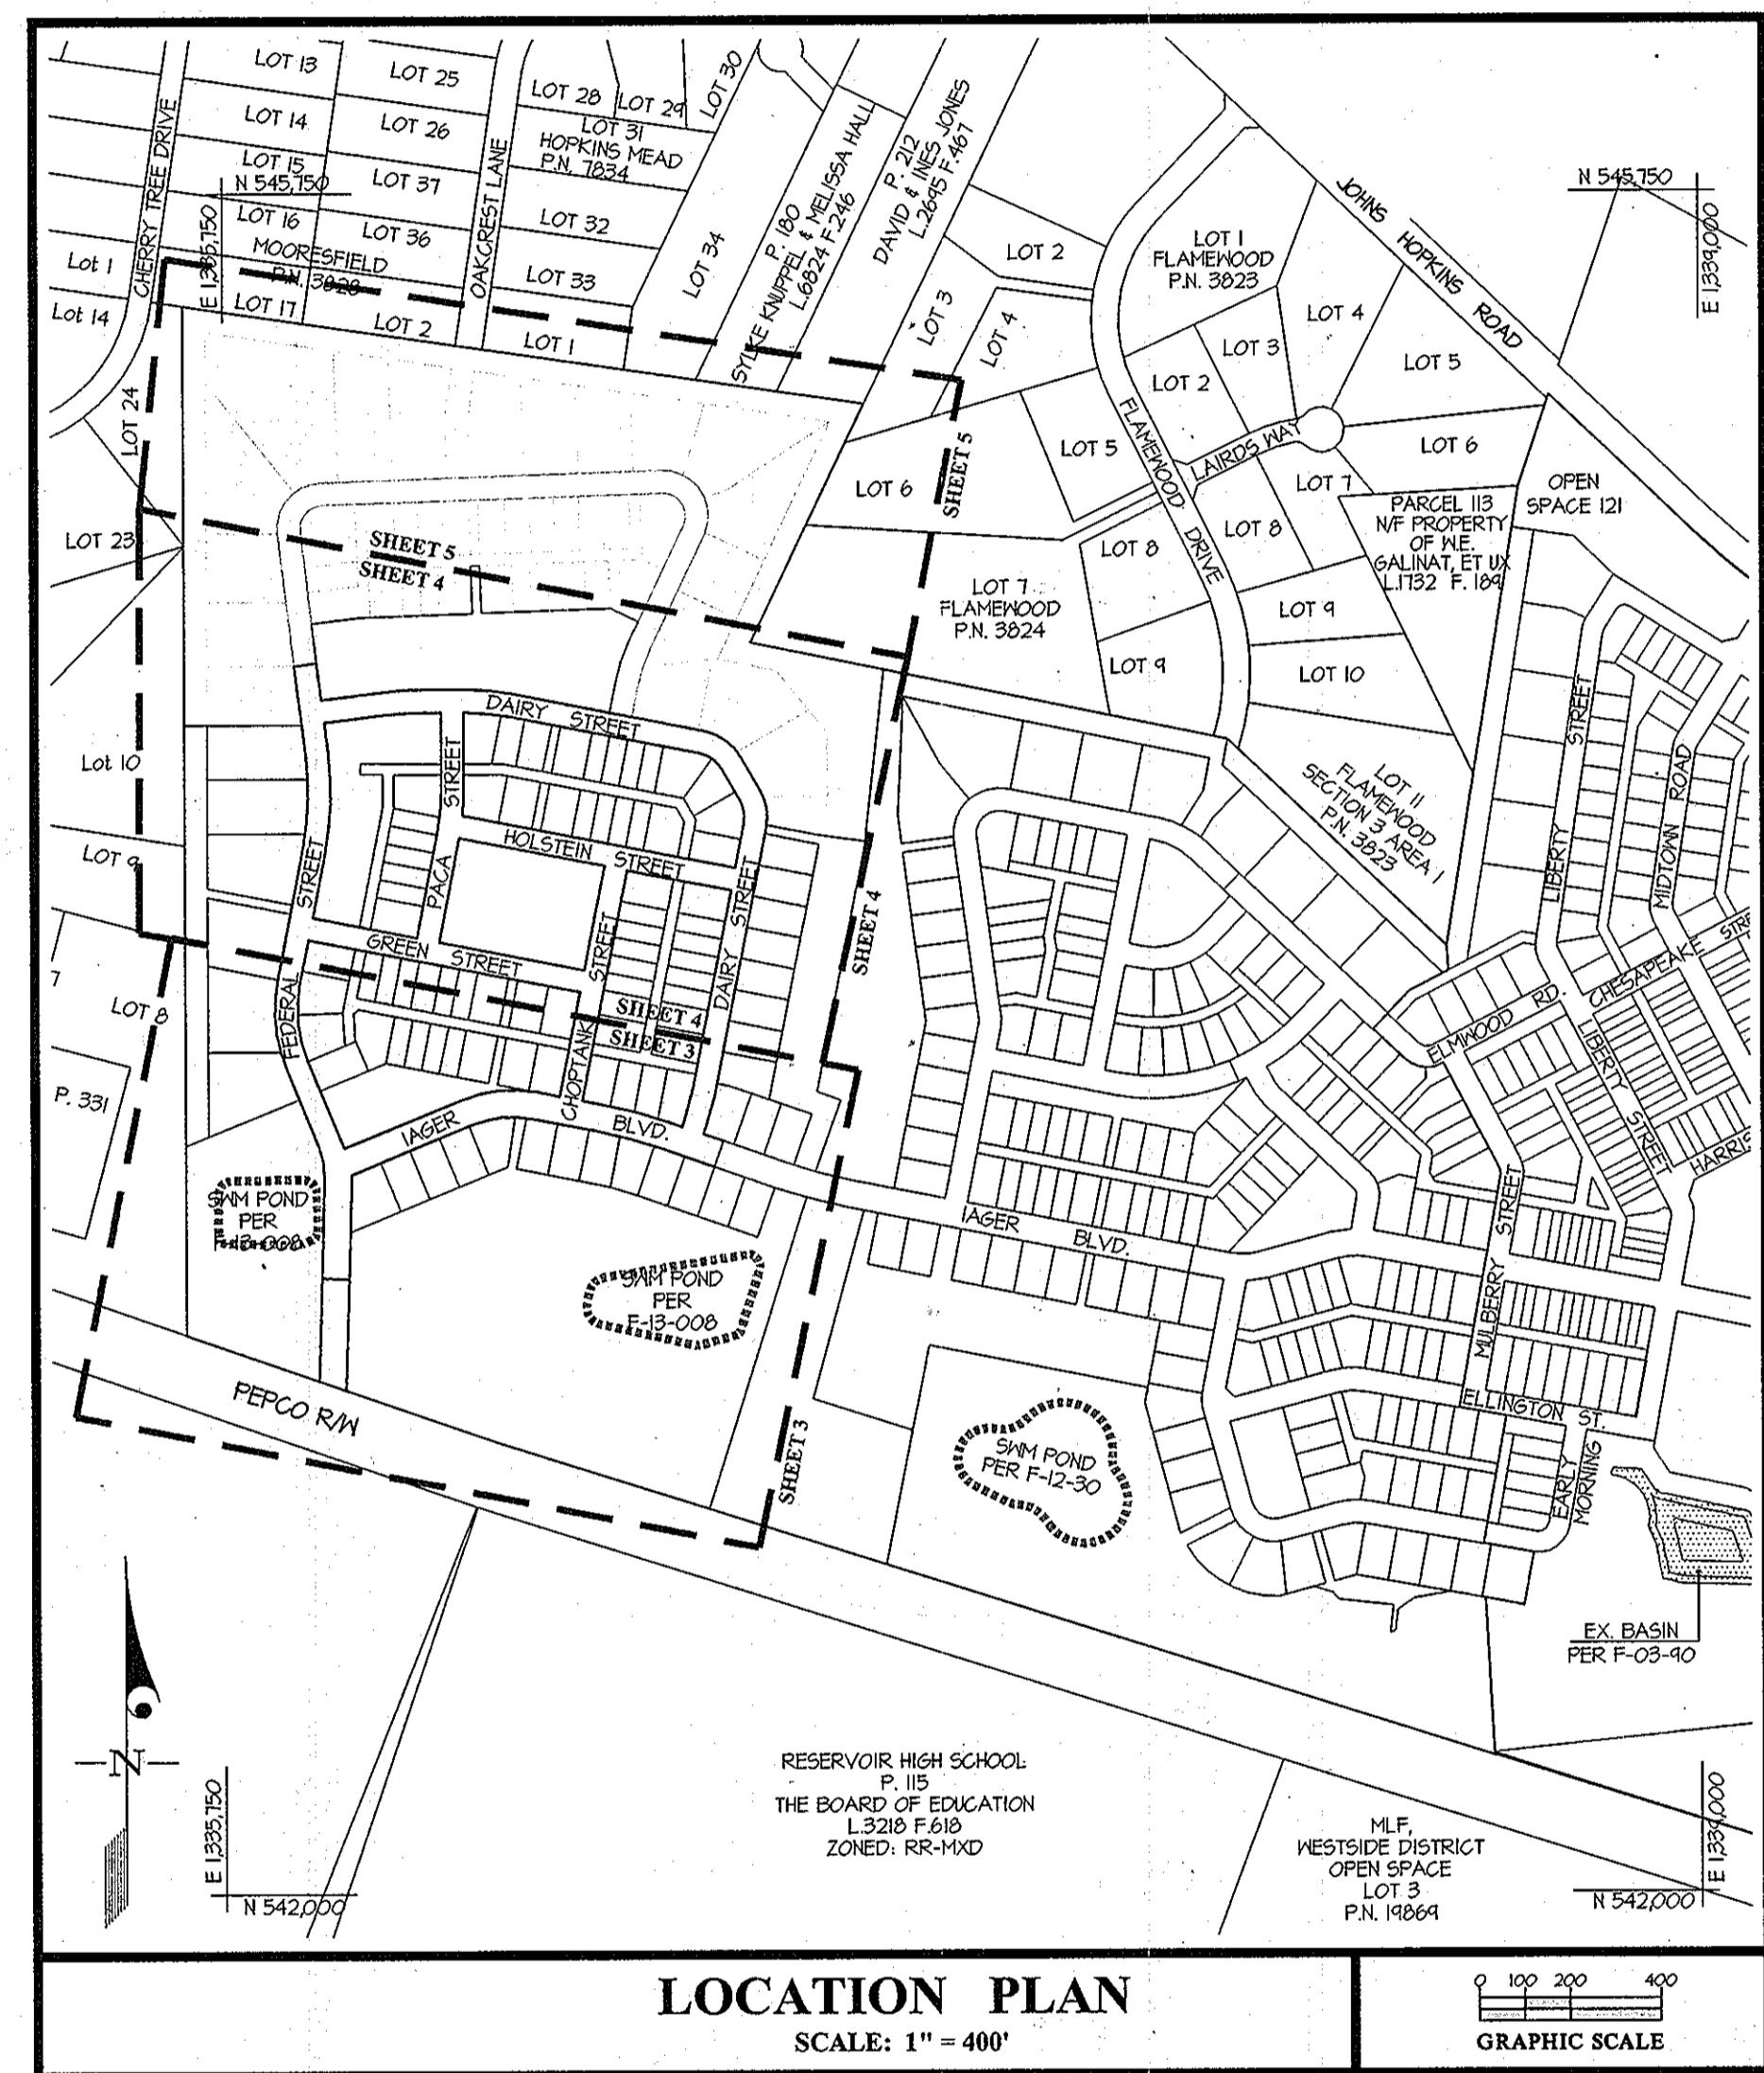 LOT 13
LOT 25
LOT 28
LOT 29
LOT 30
LOT 14
LOT 26
LOT 31
HOPKINS MEAD
P.N. 7834
CHERRY TREE DRIVE
OAKCREST LANE
LOT 15
N 545,750
LOT 37
LOT 16
LOT 36
LOT 32
MOORESFIELD
P.N. 3828
LOT 33
LOT 34
Lot 1
Lot 14
LOT 17
LOT 2
LOT 1
P. 180
SYLKE KNUPPEL & MELISSA HALL
L.6824 F.246
P. 212
DAVID & INES JONES
L.2695 F.467
LOT 3
LOT 4
LOT 2
LOT 1
FLAMEWOOD
P.N. 3823
JOHNS HOPKINS ROAD
N 545,750
E 1,339,000
LOT 4
LOT 3
LOT 2
LOT 5
LOT 24
FLAMEWOOD DRIVE
LAIRDS WAY
LOT 5
LOT 6
LOT 6
SHEET 5
LOT 7
LOT 8
OPEN
SPACE 121
PARCEL 113
N/F PROPERTY
OF W.E.
GALINAT, ET UX
L.1732 F. 189
LOT 23
SHEET 5
SHEET 4
LOT 8
LOT 7
FLAMEWOOD
P.N. 3824
LOT 9
LOT 9
LOT 10
DAIRY STREET
Lot 10
PACA STREET
HOLSTEIN STREET
LOT 11
FLAMEWOOD
SECTION 3 AREA 1
P.N. 3823
LIBERTY STREET
MIDTOWN ROAD
LOT 9
FEDERAL STREET
GREEN STREET
CHOPTANK STREET
DAIRY STREET
SHEET 4
CHESAPEAKE STRE
7
LOT 8
SHEET 4
SHEET 3
ELMWOOD RD.
LIBERTY STREET
HARRIS
P. 331
IAGER BLVD.
SWM POND
PER
F-13-008
SWM POND
PER
F-13-008
IAGER BLVD.
MULBERRY STREET
PEPCO R/W
SHEET 3
SWM POND
PER F-12-30
ELLINGTON ST.
EARLY
MORNING
EX. BASIN
PER F-03-90
N
RESERVOIR HIGH SCHOOL
P. 115
THE BOARD OF EDUCATION
L.3218 F.618
ZONED: RR-MXD
MLF,
WESTSIDE DISTRICT
OPEN SPACE
LOT 3
P.N. 19869
E 1,335,750
N 542,000
E 1,339,000
N 542,000
LOCATION PLAN
SCALE: 1" = 400'
0 100 200 400
GRAPHIC SCALE